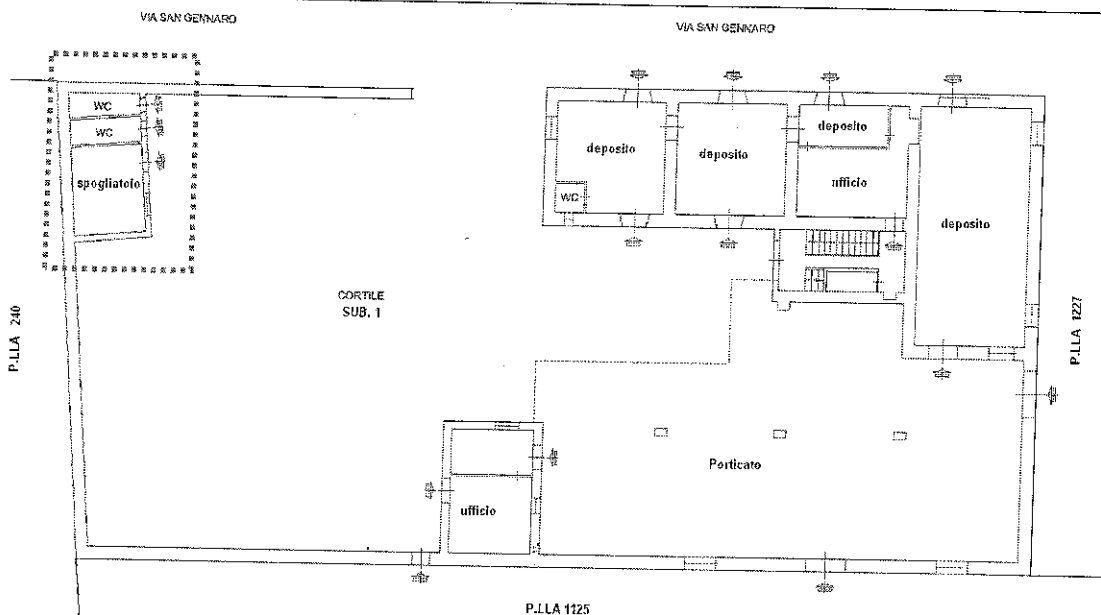 VIA SAN GENNARO
VIA SAN GENNARO
WC
WC
spogliatoio
deposito
deposito
deposito
ufficio
WC
deposito
CORTILE
SUB. 1
P.LLA 240
P.LLA 1227
Porticato
ufficio
P.LLA 1125